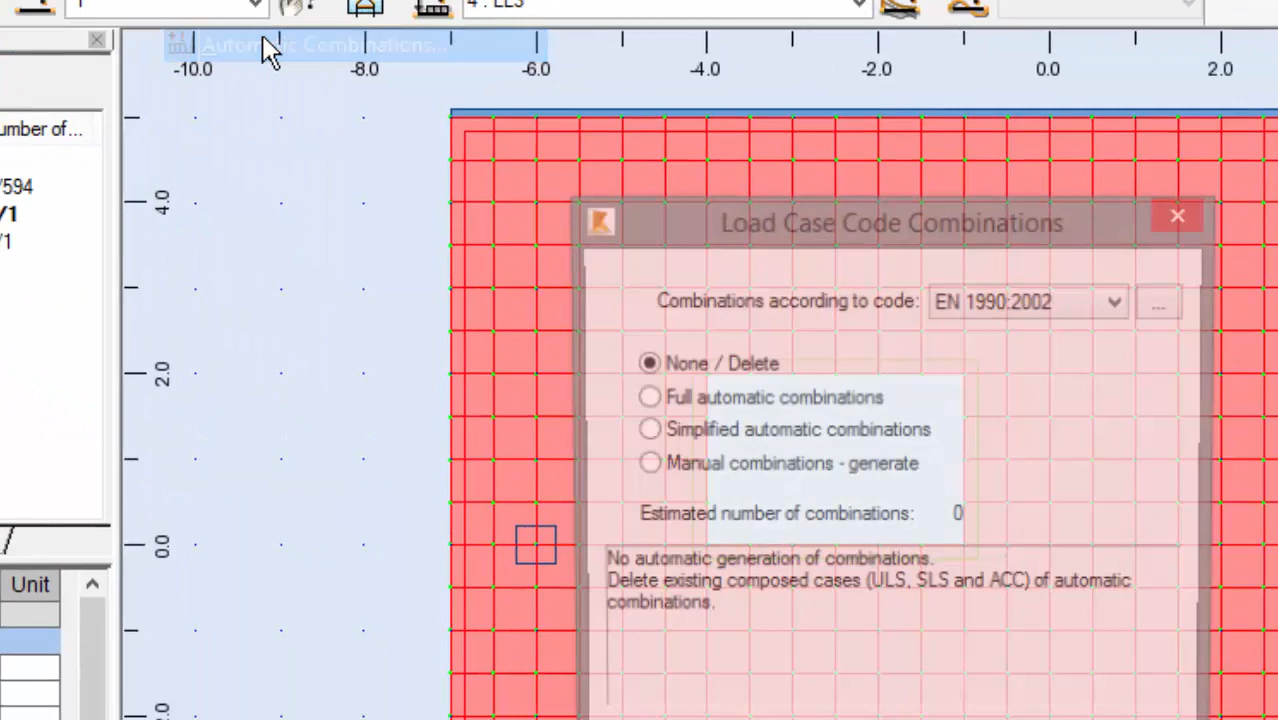 1
4 : LLS
Automatic Combinations...
-10.0 -8.0 -6.0 -4.0 -2.0 0.0 2.0
umber of...
/594
/1
/1
4.0
2.0
0.0
Load Case Code Combinations
Combinations according to code: EN 1990:2002 ...
None / Delete
Full automatic combinations
Simplified automatic combinations
Manual combinations - generate
Estimated number of combinations: 0
No automatic generation of combinations.
Delete existing composed cases (ULS, SLS and ACC) of automatic
combinations.
Unit